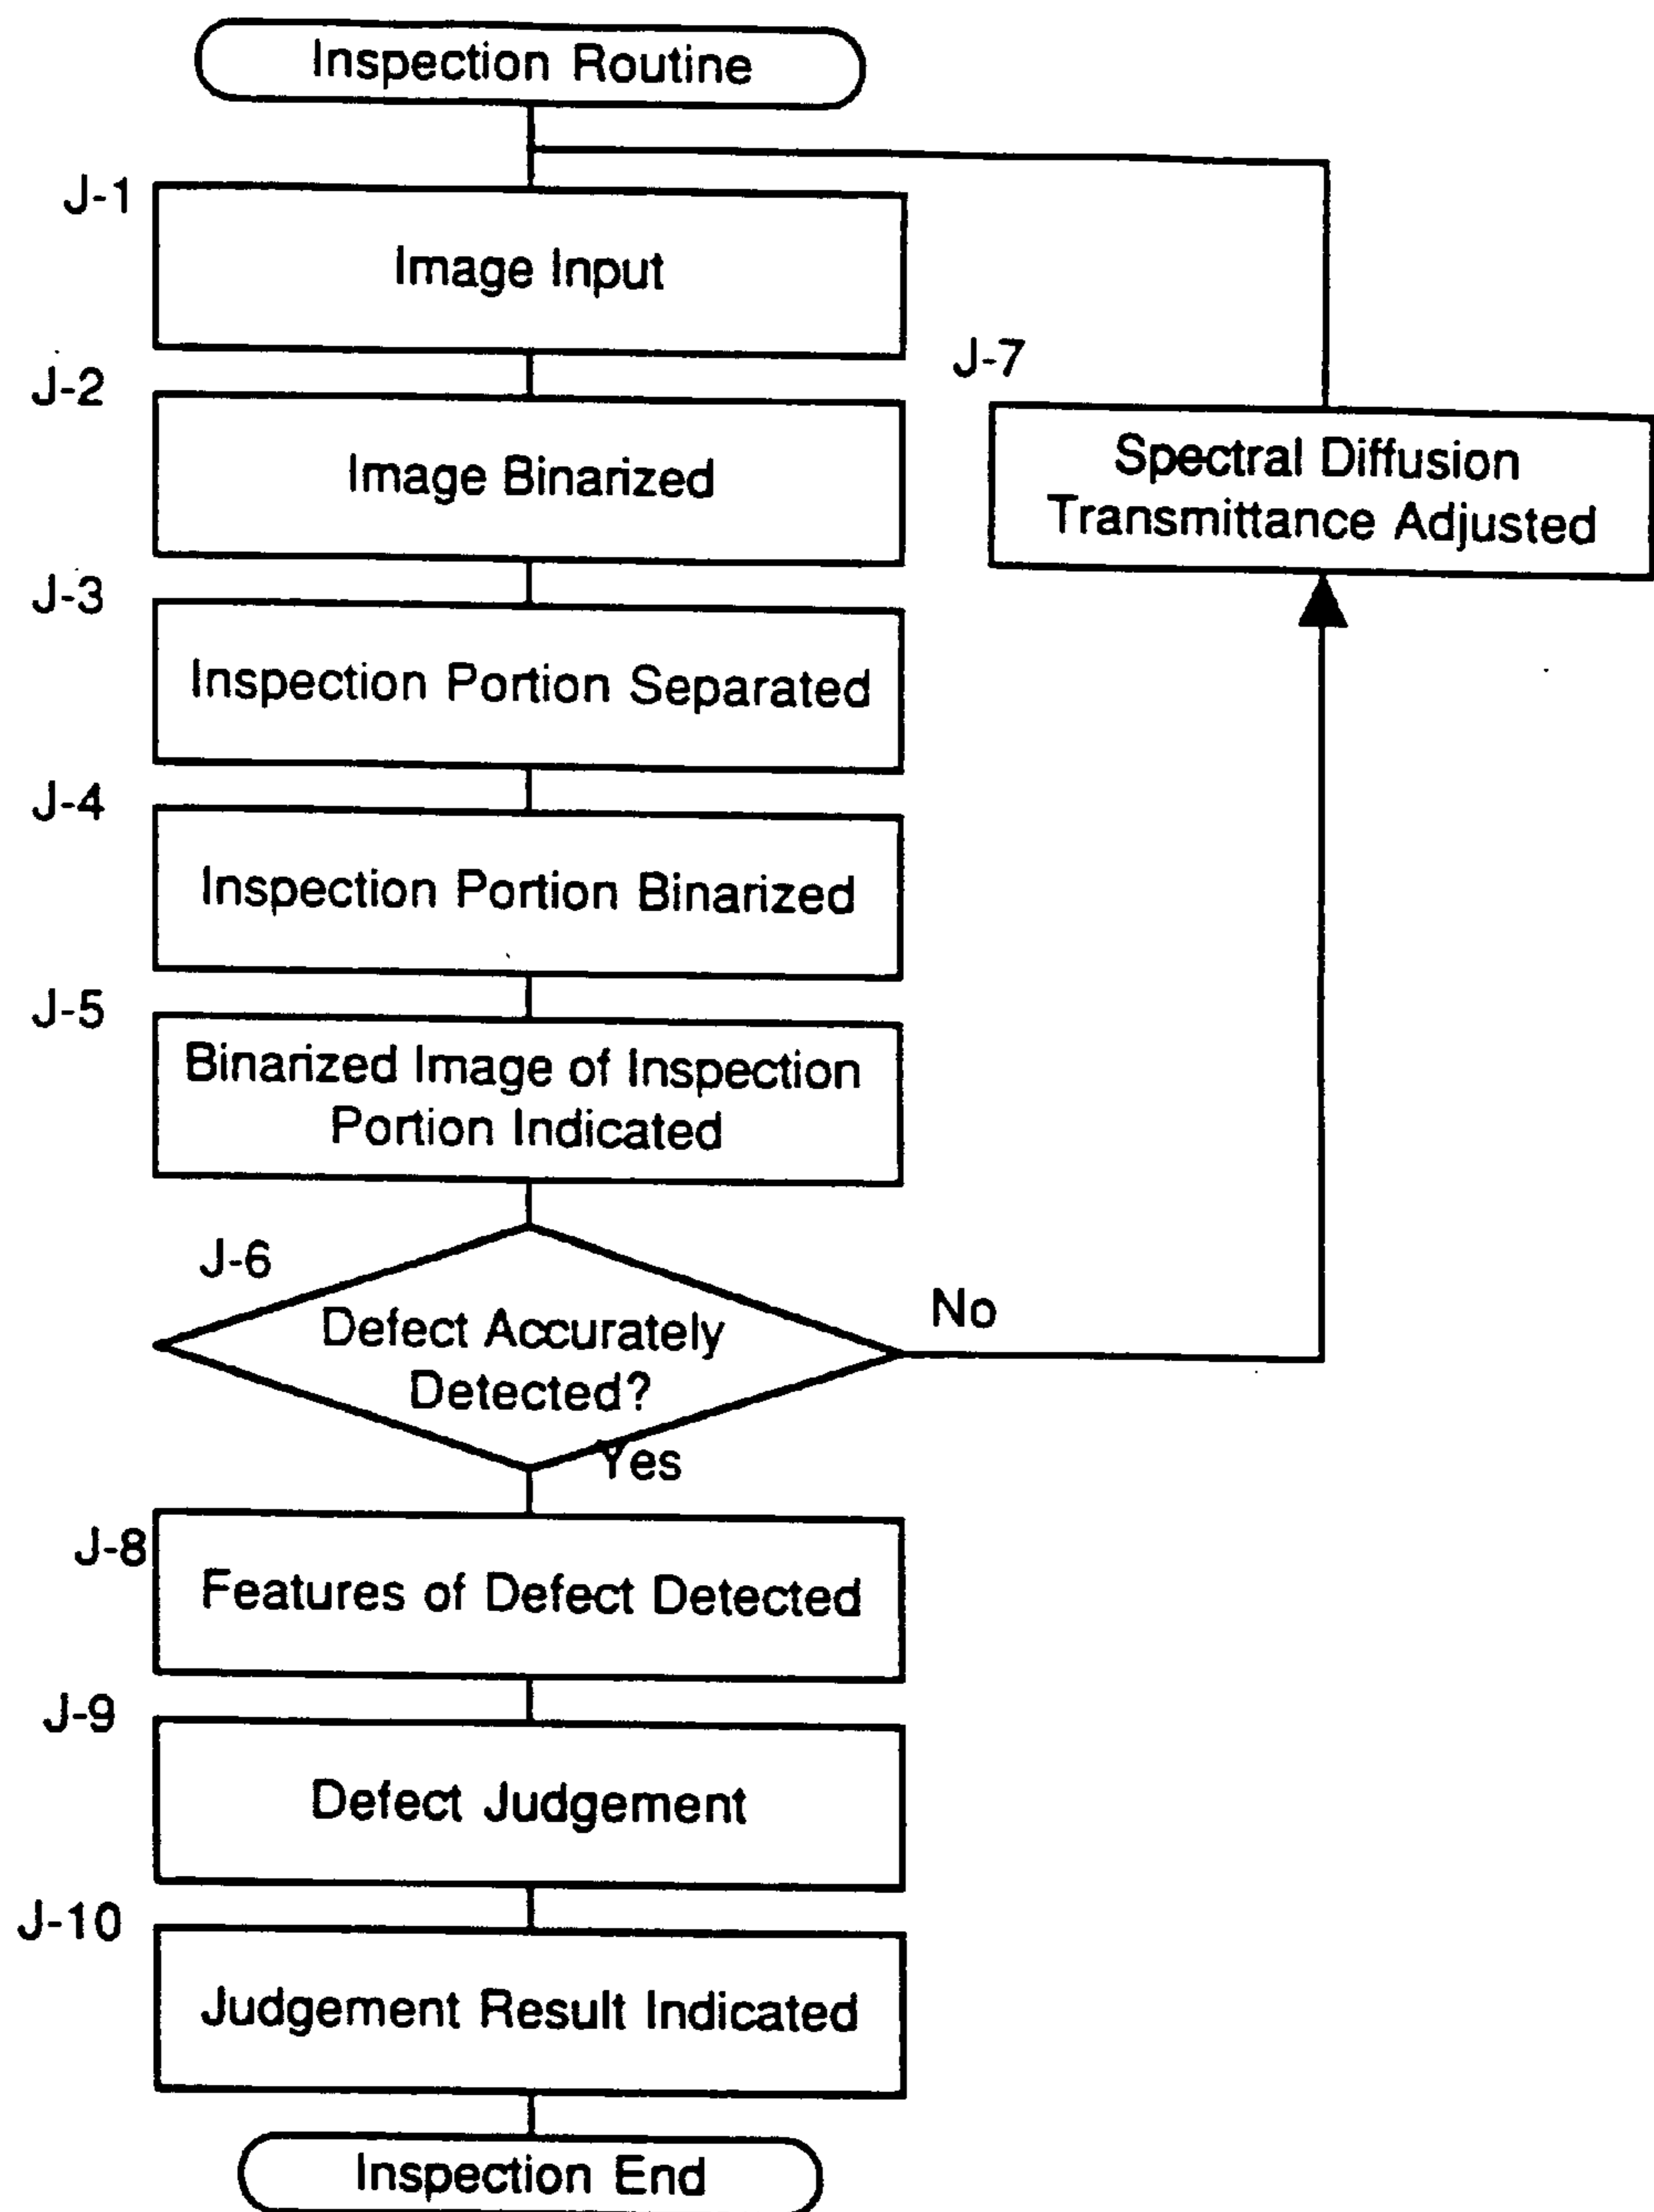 Inspection Routine
J-1
Image Input
J-2
Image Binarized
J-7
Spectral Diffusion
Transmittance Adjusted
J-3
Inspection Portion Separated
J-4
Inspection Portion Binarized
J-5
Binarized Image of Inspection
Portion Indicated
J-6
Defect Accurately
Detected?
No
Yes
J-8
Features of Defect Detected
J-9
Defect Judgement
J-10
Judgement Result Indicated
Inspection End